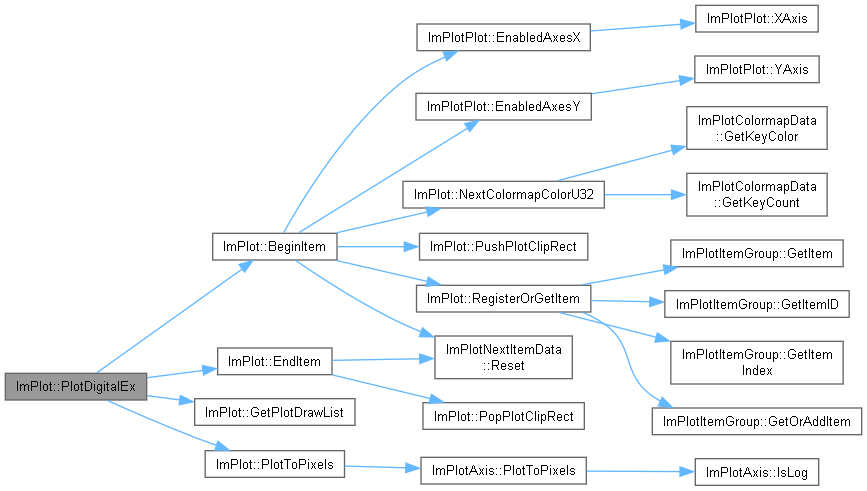 ImPlotPlot::XAxis
ImPlotPlot::EnabledAxesX
ImPlotPlot::YAxis
ImPlotPlot::EnabledAxesY
ImPlotColormapData
::GetKeyColor
ImPlot::NextColormapColorU32
ImPlotColormapData
::GetKeyCount
ImPlot::BeginItem
ImPlot::PushPlotClipRect
ImPlotItemGroup::GetItem
ImPlot::RegisterOrGetItem
ImPlotItemGroup::GetItemID
ImPlotNextItemData
::Reset
ImPlotItemGroup::GetItem
Index
ImPlot::EndItem
ImPlot::PlotDigitalEx
ImPlot::GetPlotDrawList
ImPlot::PopPlotClipRect
ImPlotItemGroup::GetOrAddItem
ImPlot::PlotToPixels
ImPlotAxis::PlotToPixels
ImPlotAxis::IsLog